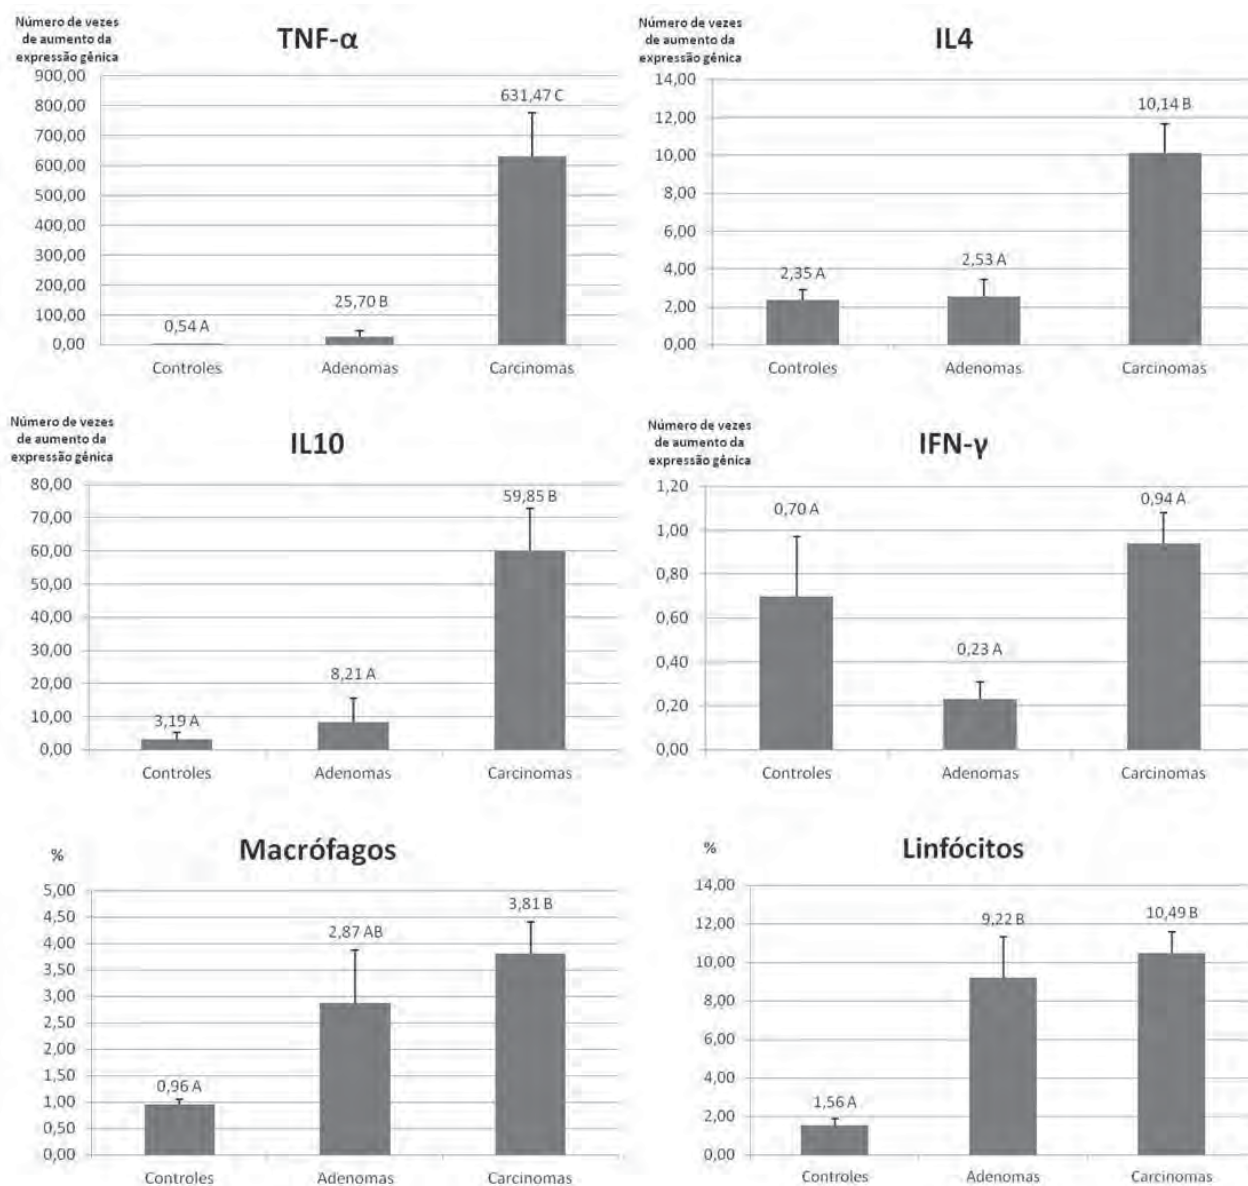 Número de vezes
de aumento da
expressão gênica
TNF-α
900,00
800,00
700,00
600,00
500,00
400,00
300,00
200,00
100,00
0,00
0,54 A
25,70 B
631,47 C
Controles
Adenomas
Carcinomas
Número de vezes
de aumento da
expressão gênica
IL4
14,00
12,00
10,00
8,00
6,00
4,00
2,00
0,00
2,35 A
2,53 A
10,14 B
Controles
Adenomas
Carcinomas
Número de vezes
de aumento da
expressão gênica
IL10
80,00
70,00
60,00
50,00
40,00
30,00
20,00
10,00
0,00
3,19 A
8,21 A
59,85 B
Controles
Adenomas
Carcinomas
Número de vezes
de aumento da
expressão gênica
IFN-γ
1,20
1,00
0,80
0,60
0,40
0,20
0,00
0,70 A
0,23 A
0,94 A
Controles
Adenomas
Carcinomas
%
Macrófagos
5,00
4,50
4,00
3,50
3,00
2,50
2,00
1,50
1,00
0,50
0,00
0,96 A
2,87 AB
3,81 B
Controles
Adenomas
Carcinomas
%
Linfócitos
14,00
12,00
10,00
8,00
6,00
4,00
2,00
0,00
1,56 A
9,22 B
10,49 B
Controles
Adenomas
Carcinomas